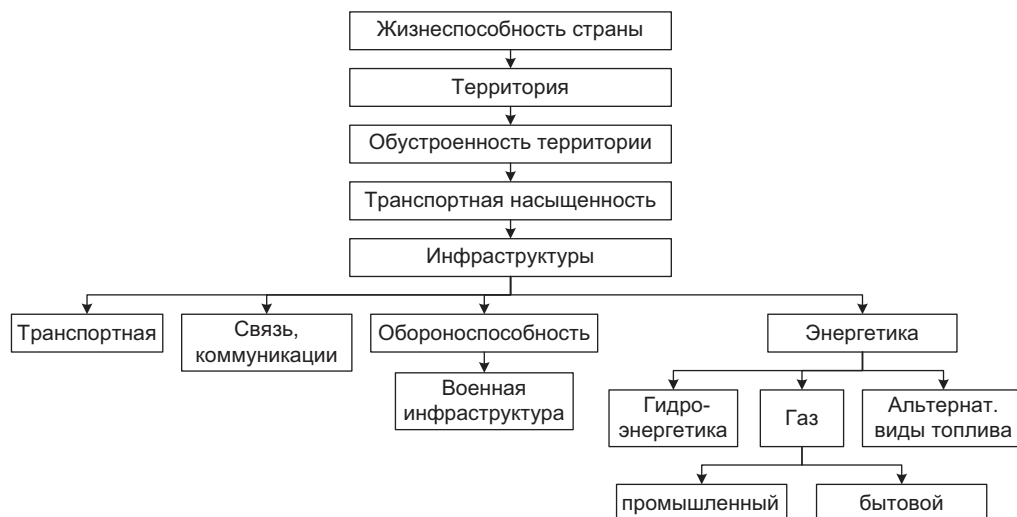 Жизнеспособность страны
Территория
Обустроенность территории
Транспортная насыщенность
Инфраструктуры
Транспортная
Связь,
коммуникации
Обороноспособность
Энергетика
Военная
инфраструктура
Гидро-
энергетика
Газ
Альтернат.
виды топлива
промышленный
бытовой